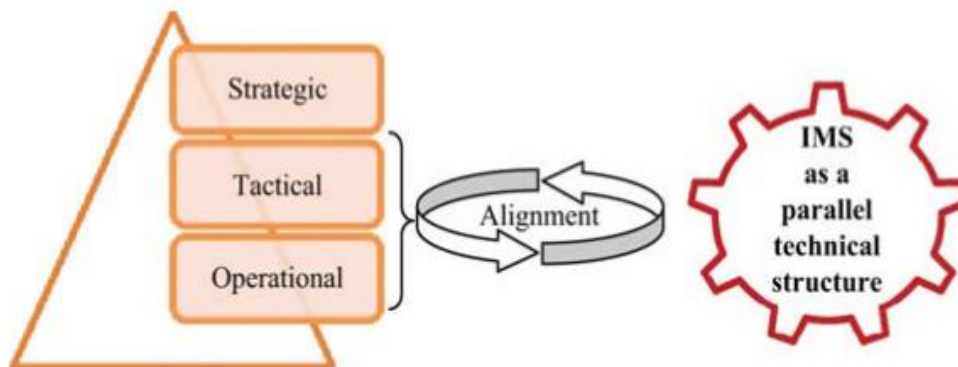 Strategic
Tactical
Operational
Alignment
IMS
as a
parallel
technical
structure